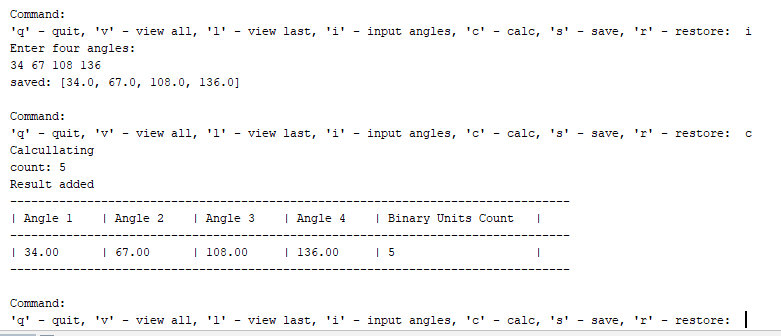 Command:
'q' - quit, 'v' - view all, 'l' - view last, 'i' - input angles, 'c' - calc, 's' - save, 'r' - restore:  i
Enter four angles:
34 67 108 136
saved: [34.0, 67.0, 108.0, 136.0]
Command:
'q' - quit, 'v' - view all, 'l' - view last, 'i' - input angles, 'c' - calc, 's' - save, 'r' - restore:  c
Calcullating
count: 5
Result added
--------------------------------------------------------------------------------
| Angle 1    | Angle 2    | Angle 3    | Angle 4    | Binary Units Count   |
--------------------------------------------------------------------------------
| 34.00      | 67.00      | 108.00     | 136.00     | 5                    |
--------------------------------------------------------------------------------
Command:
'q' - quit, 'v' - view all, 'l' - view last, 'i' - input angles, 'c' - calc, 's' - save, 'r' - restore: